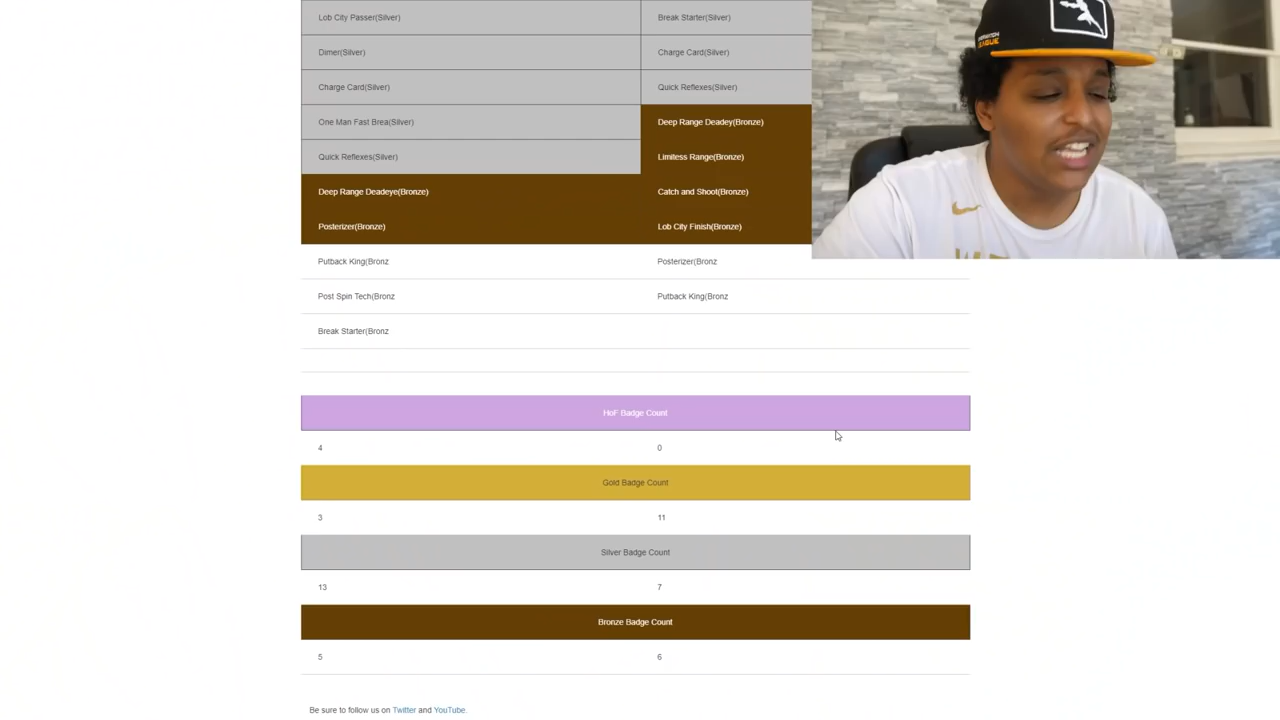 Lob City Passer(Silver) Break Starter(Silver)
Dimer(Silver) Charge Card(Silver)
Charge Card(Silver) Quick Reflexes(Silver)
One Man Fast Brea(Silver) Deep Range Deadey(Bronze)
Quick Reflexes(Silver) Limitless Range(Bronze)
Deep Range Deadeye(Bronze) Catch and Shoot(Bronze)
Posterizer(Bronze) Lob City Finish(Bronze)
Putback King(Bronz Posterizer(Bronz
Post Spin Tech(Bronz Putback King(Bronz
Break Starter(Bronz
HoF Badge Count
4 0
Gold Badge Count
3 11
Silver Badge Count
13 7
Bronze Badge Count
5 6
Be sure to follow us on Twitter and YouTube.